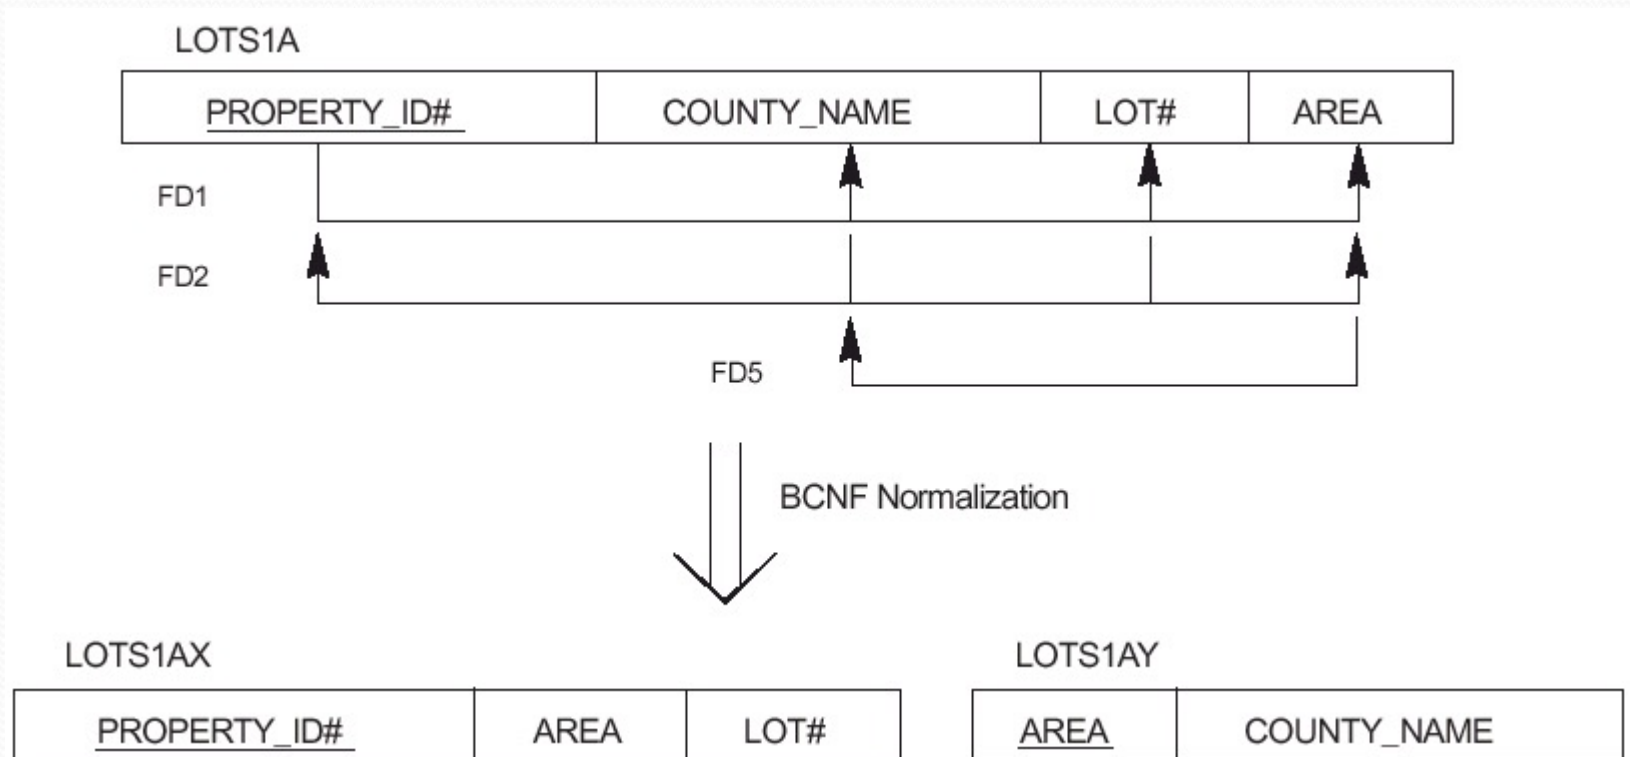 LOTS1A
PROPERTY_ID# COUNTY_NAME LOT# AREA
FD1
FD2
FD5
BCNF Normalization
LOTS1AX LOTS1AY
PROPERTY_ID# AREA LOT# AREA COUNTY_NAME